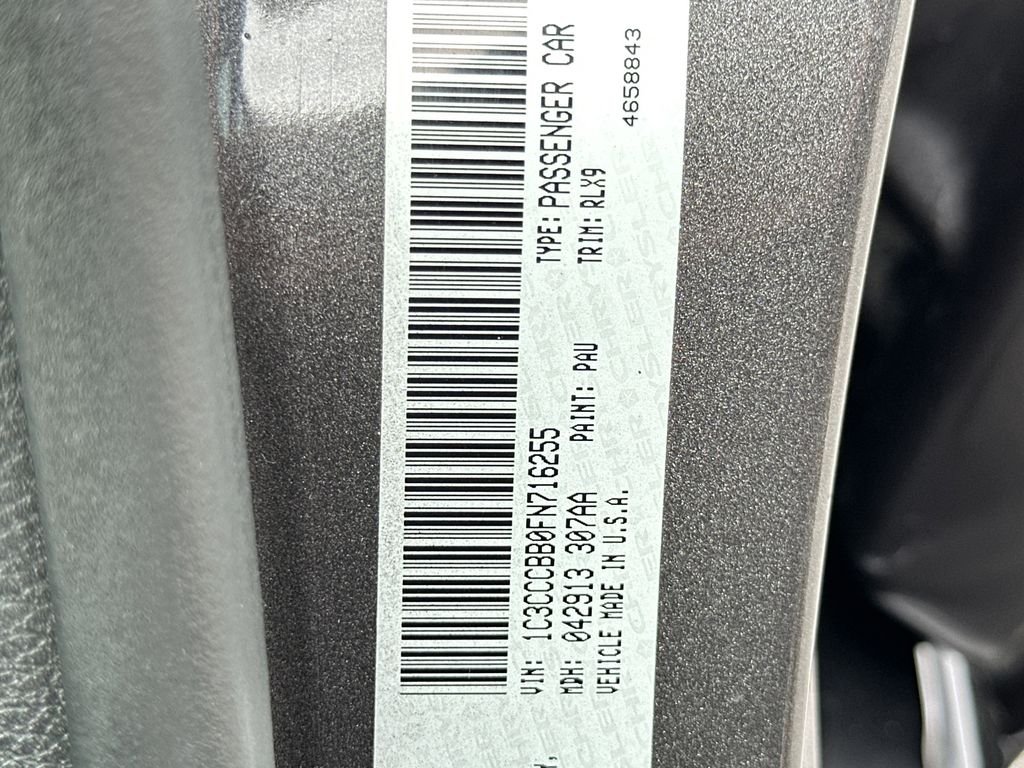 VIN: 1C3CCCBB0FN716255 TYPE: PASSENGER CAR
MDH: 042913 307AA PAINT: PAU TRIM: RLX9
VEHICLE MADE IN U.S.A. 4658843